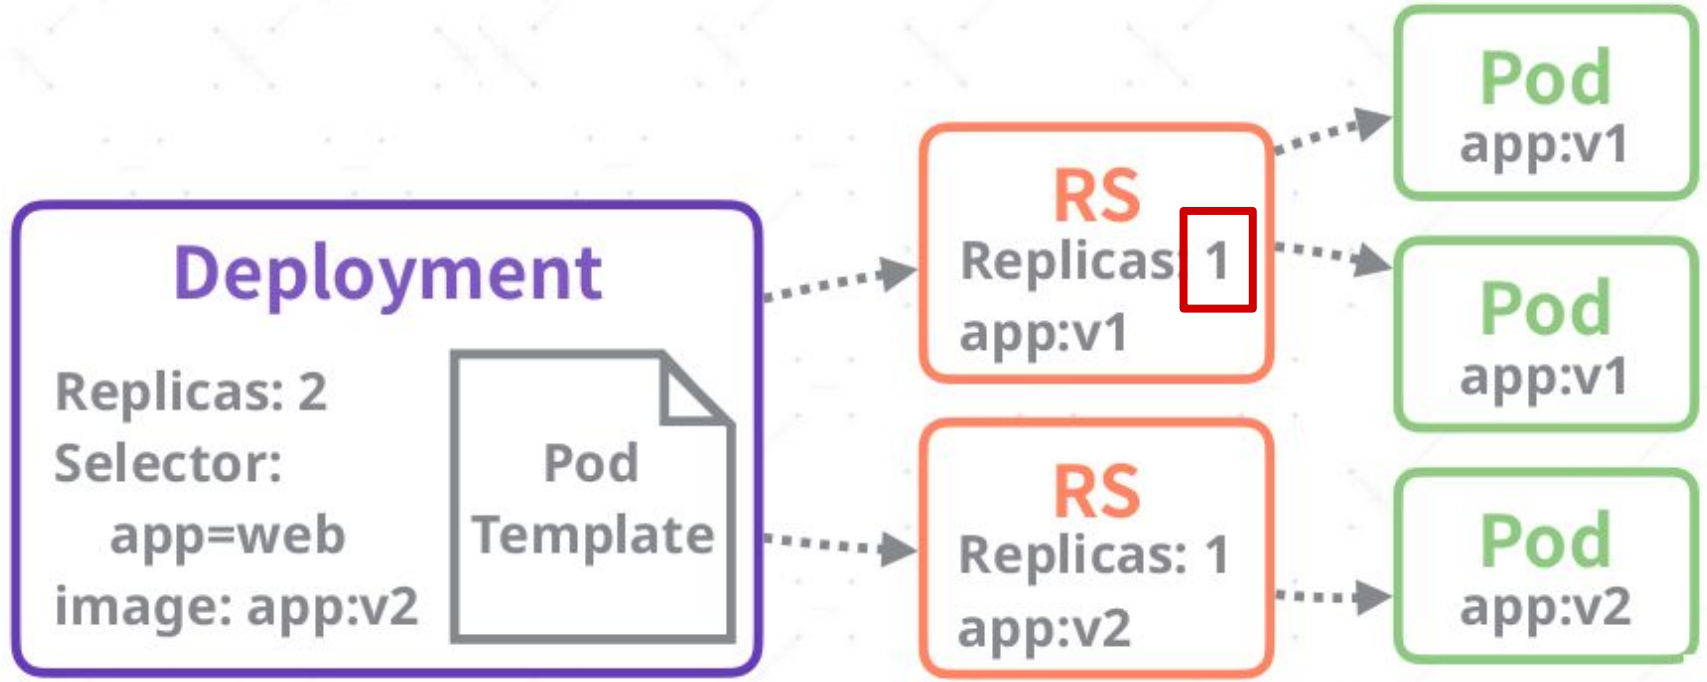 Deployment
Replicas: 2
Selector:
app=web
image: app:v2
Pod
Template
RS
Replicas: 1
app:v1
RS
Replicas: 1
app:v2
Pod
app:v1
Pod
app:v1
Pod
app:v2